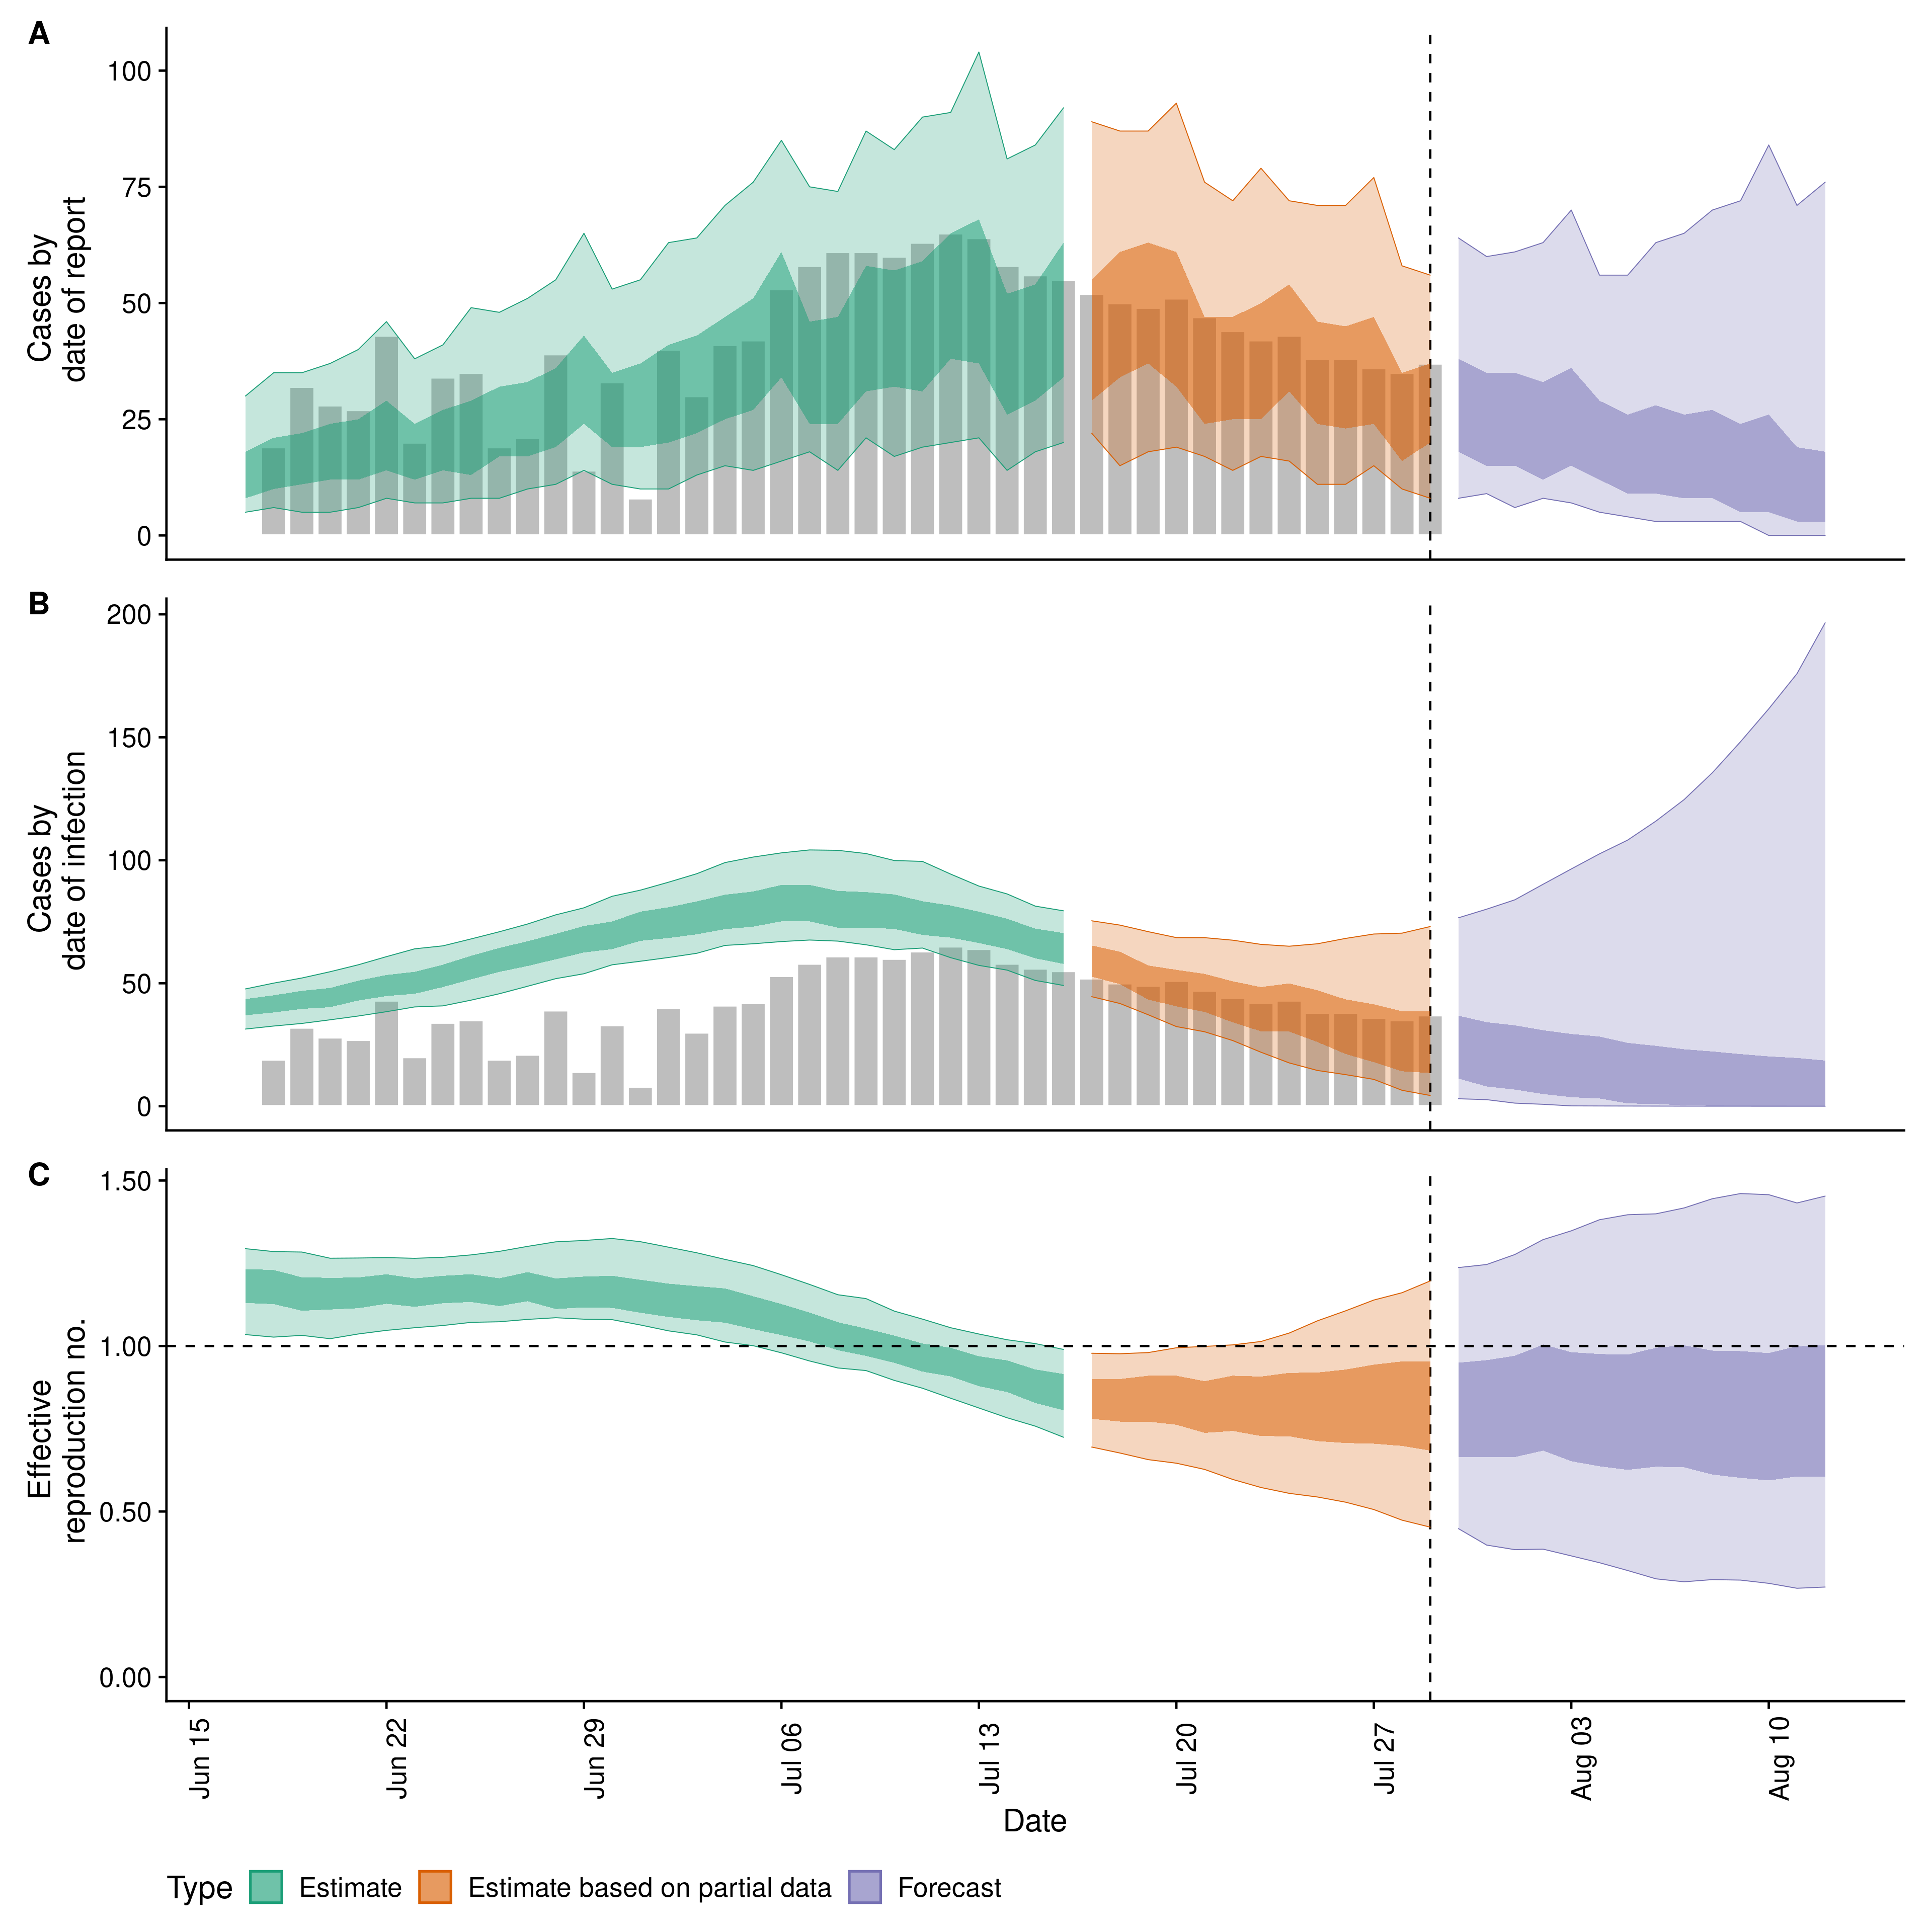 A
100
75
50
25
0
Cases by
date of report
B
200
150
100
50
0
Cases by
date of infection
C
1.50
1.00
0.50
0.00
Effective
reproduction no.
Jun 15
Jun 22
Jun 29
Jul 06
Jul 13
Jul 20
Jul 27
Aug 03
Aug 10
Date
Type Estimate Estimate based on partial data Forecast